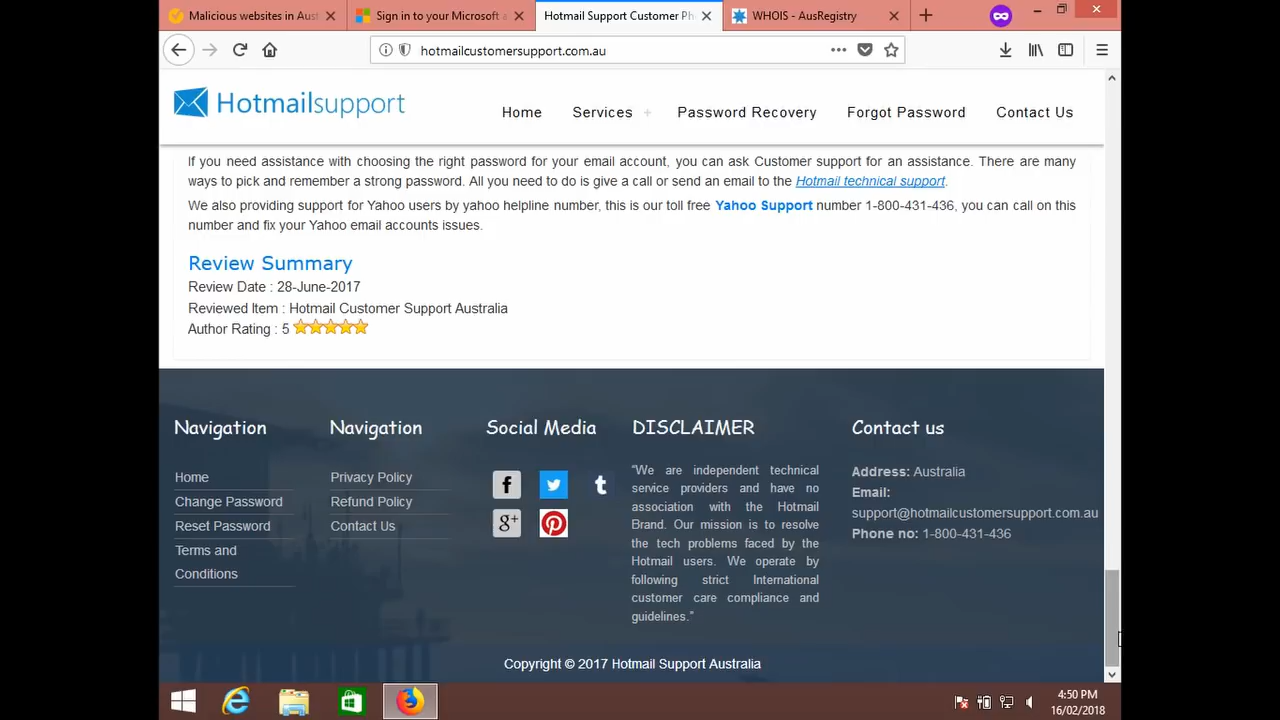 Malicious websites in Aust
Sign in to your Microsoft a
Hotmail Support Customer Ph
WHOIS - AusRegistry
hotmailcustomersupport.com.au
Hotmailsupport
Home
Services +
Password Recovery
Forgot Password
Contact Us
If you need assistance with choosing the right password for your email account, you can ask Customer support for an assistance. There are many
ways to pick and remember a strong password. All you need to do is give a call or send an email to the Hotmail technical support.
We also providing support for Yahoo users by yahoo helpline number, this is our toll free Yahoo Support number 1-800-431-436, you can call on this
number and fix your Yahoo email accounts issues.
Review Summary
Review Date : 28-June-2017
Reviewed Item : Hotmail Customer Support Australia
Author Rating : 5
Navigation
Home
Change Password
Reset Password
Terms and
Conditions
Navigation
Privacy Policy
Refund Policy
Contact Us
Social Media
DISCLAIMER
"We are independent technical
service providers and have no
association with the Hotmail
Brand. Our mission is to resolve
the tech problems faced by the
Hotmail users. We operate by
following strict International
customer care compliance and
guidelines."
Contact us
Address: Australia
Email:
support@hotmailcustomersupport.com.au
Phone no: 1-800-431-436
Copyright © 2017 Hotmail Support Australia
4:50 PM
16/02/2018